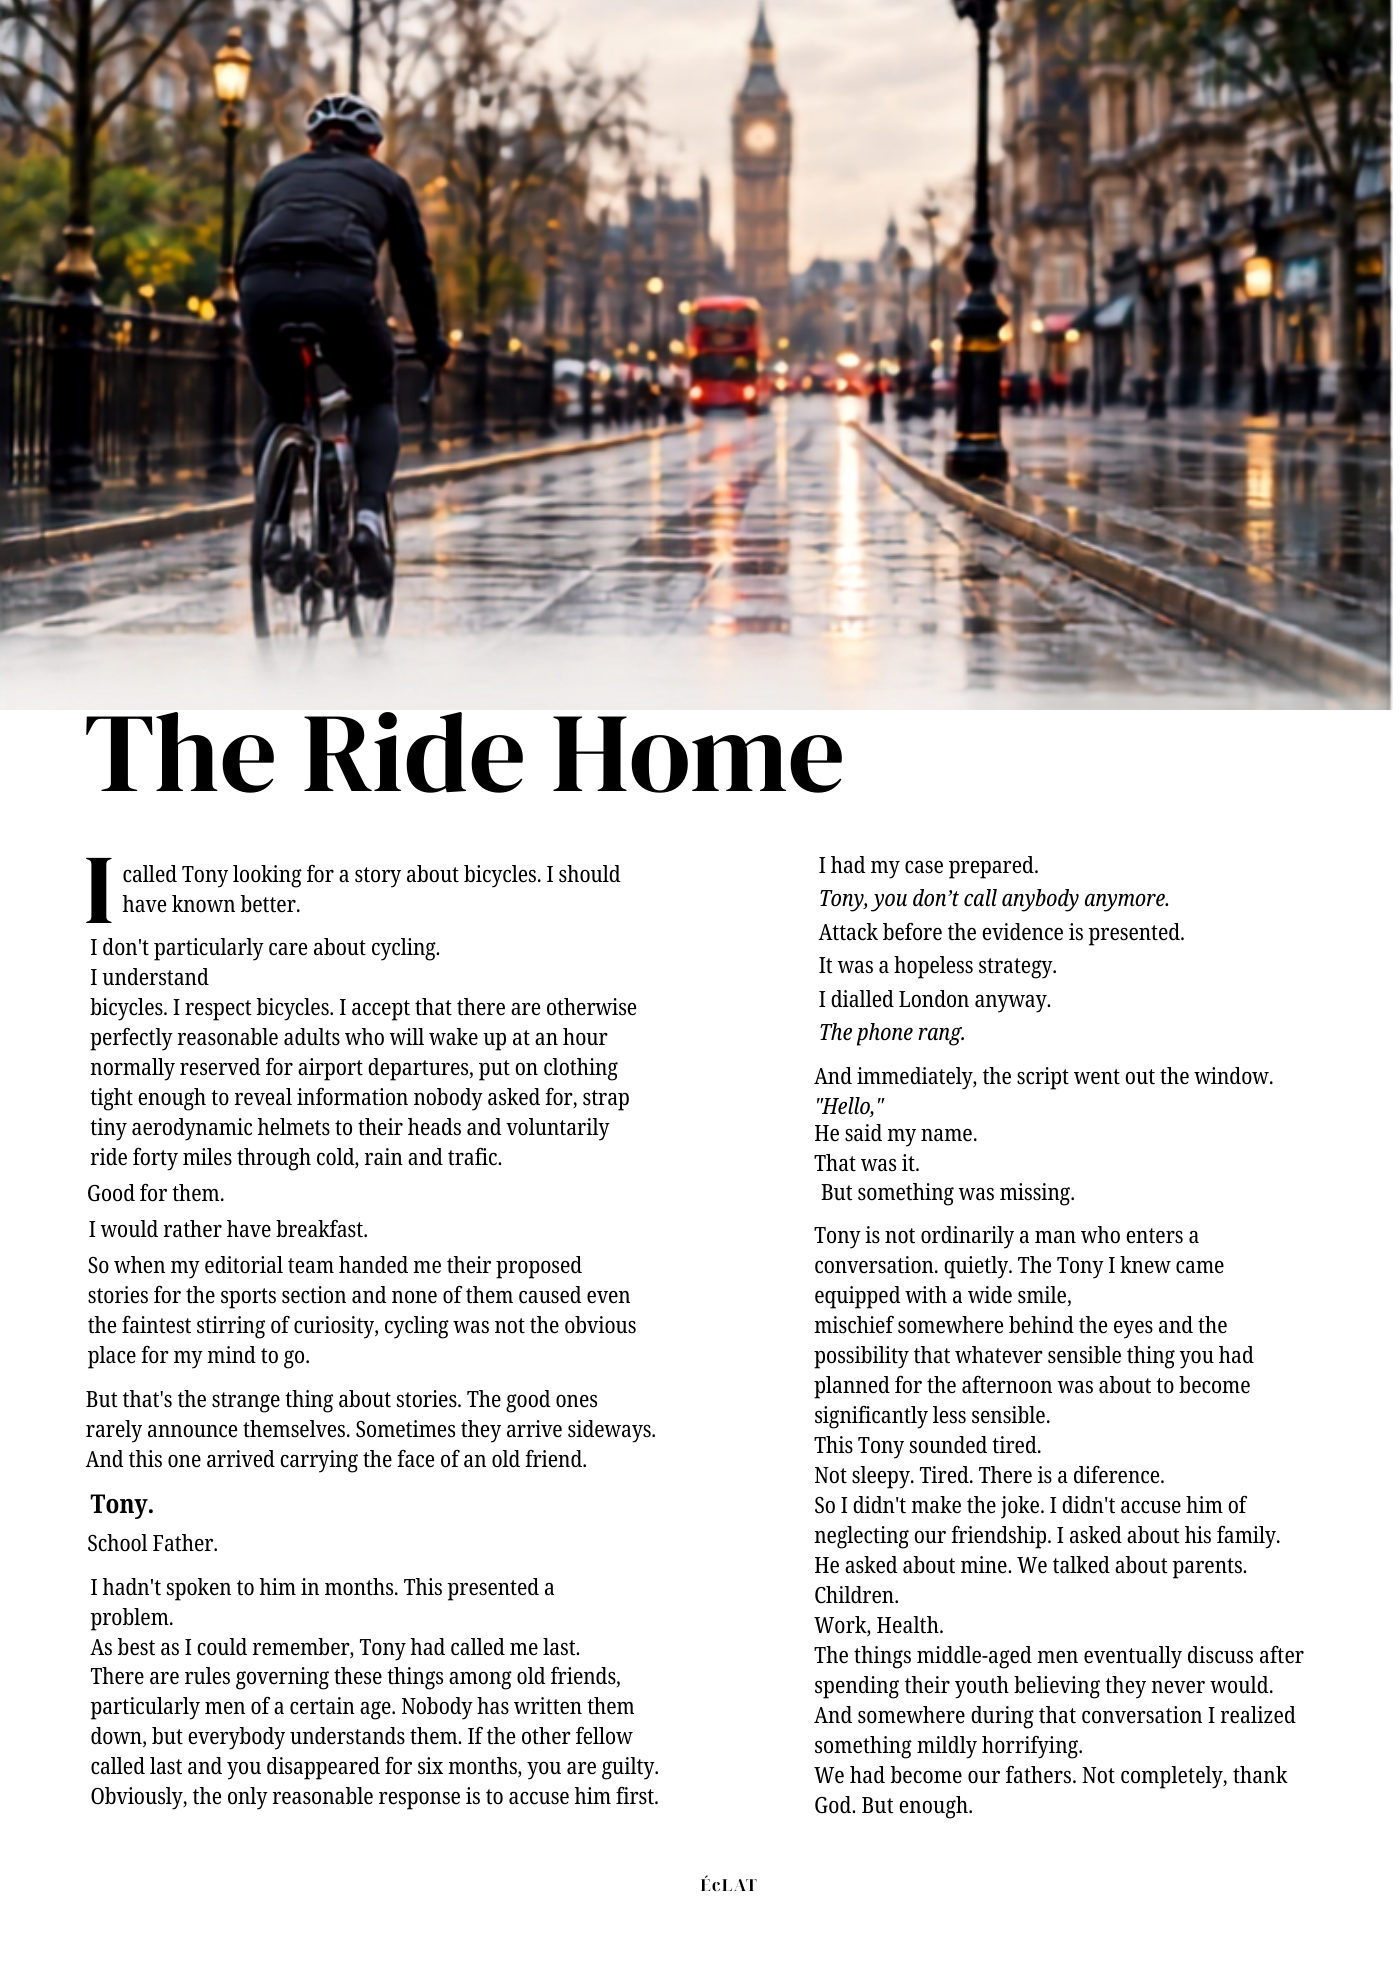 The Ride Home
I called Tony looking for a story about bicycles. I should
have known better.
I don't particularly care about cycling.
I understand
bicycles. I respect bicycles. I accept that there are otherwise
perfectly reasonable adults who will wake up at an hour
normally reserved for airport departures, put on clothing
tight enough to reveal information nobody asked for, strap
tiny aerodynamic helmets to their heads and voluntarily
ride forty miles through cold, rain and trafic.
Good for them.
I would rather have breakfast.
So when my editorial team handed me their proposed
stories for the sports section and none of them caused even
the faintest stirring of curiosity, cycling was not the obvious
place for my mind to go.
But that's the strange thing about stories. The good ones
rarely announce themselves. Sometimes they arrive sideways.
And this one arrived carrying the face of an old friend.
Tony.
School Father.
I hadn't spoken to him in months. This presented a
problem.
As best as I could remember, Tony had called me last.
There are rules governing these things among old friends,
particularly men of a certain age. Nobody has written them
down, but everybody understands them. If the other fellow
called last and you disappeared for six months, you are guilty.
Obviously, the only reasonable response is to accuse him first.
I had my case prepared.
Tony, you don’t call anybody anymore.
Attack before the evidence is presented.
It was a hopeless strategy.
I dialled London anyway.
The phone rang.
And immediately, the script went out the window.
"Hello,"
He said my name.
That was it.
But something was missing.
Tony is not ordinarily a man who enters a
conversation. quietly. The Tony I knew came
equipped with a wide smile,
mischief somewhere behind the eyes and the
possibility that whatever sensible thing you had
planned for the afternoon was about to become
significantly less sensible.
This Tony sounded tired.
Not sleepy. Tired. There is a diference.
So I didn't make the joke. I didn't accuse him of
neglecting our friendship. I asked about his family.
He asked about mine. We talked about parents.
Children.
Work, Health.
The things middle-aged men eventually discuss after
spending their youth believing they never would.
And somewhere during that conversation I realized
something mildly horrifying.
We had become our fathers. Not completely, thank
God. But enough.
ÉcLAT